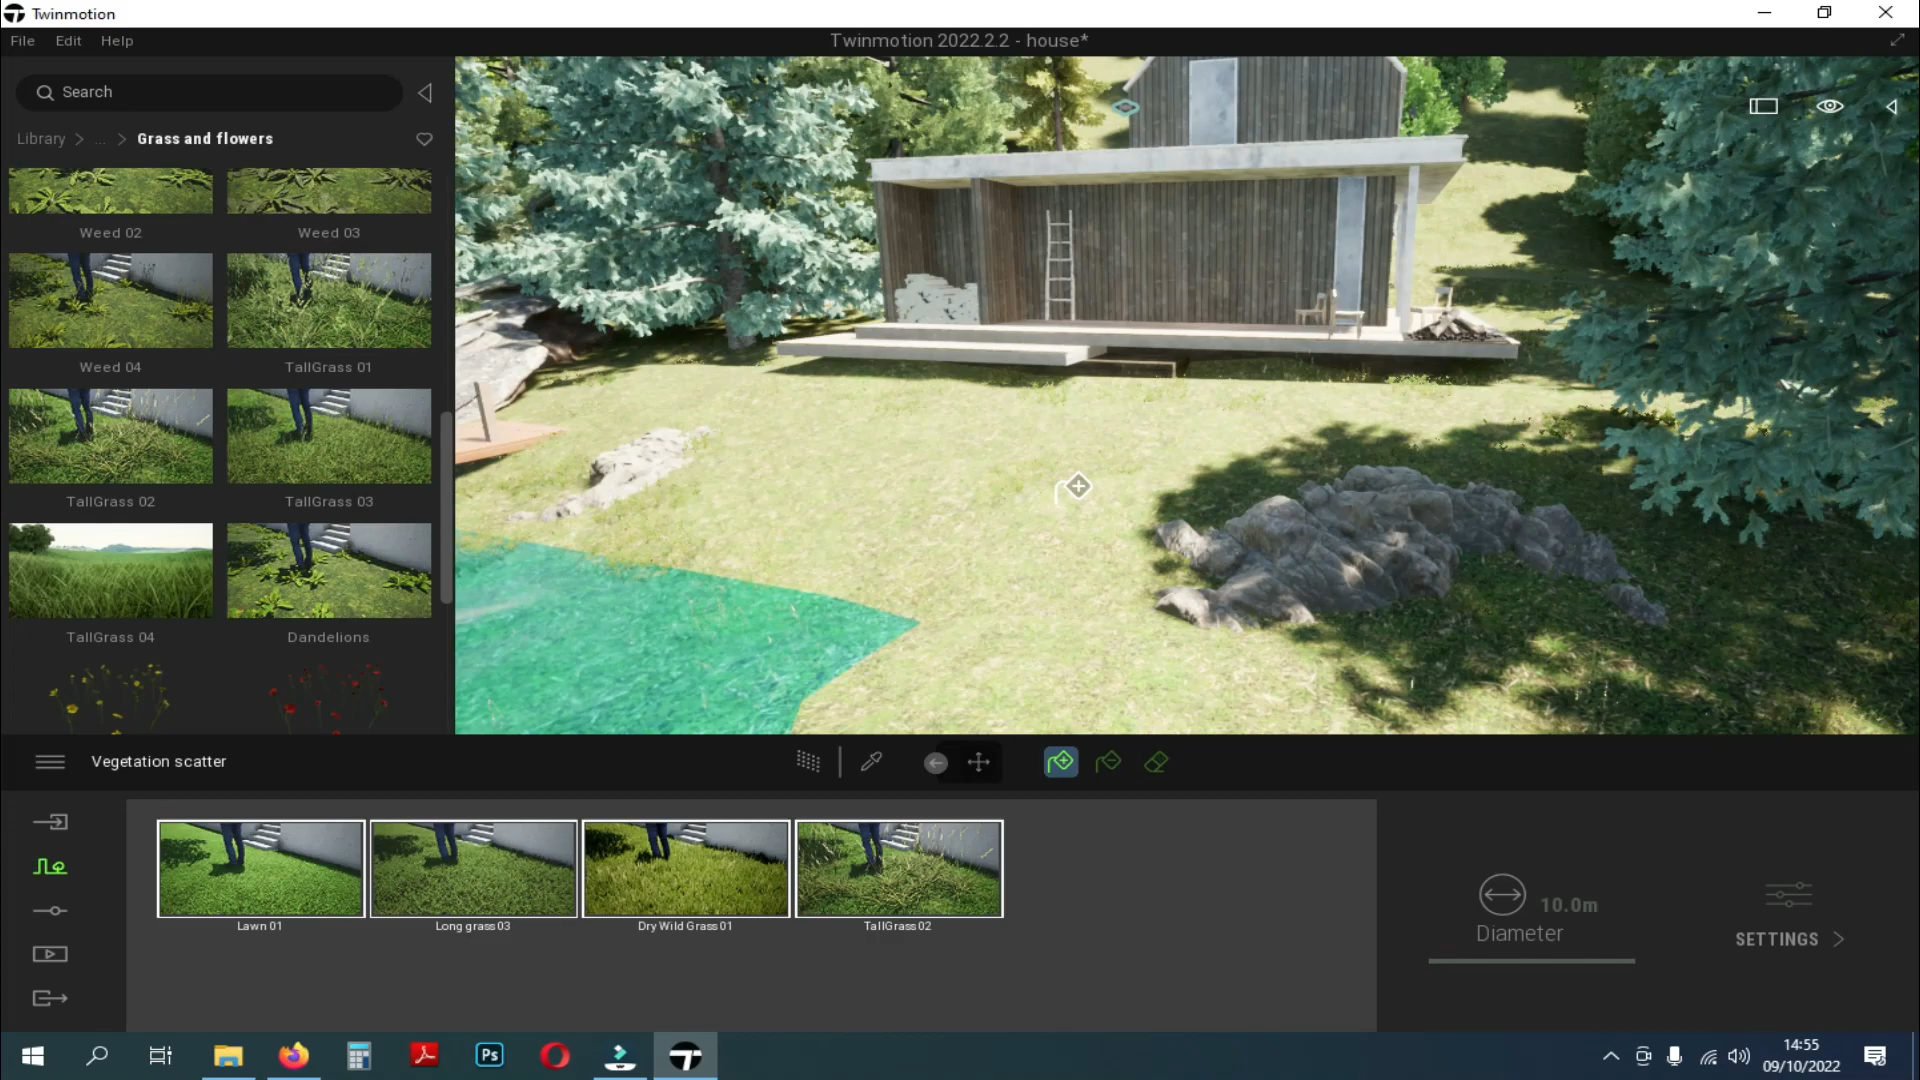 Twinmotion
File Edit Help
Twinmotion 2022.2.2 - house*
Search
Library > ... > Grass and flowers
Weed 02
Weed 03
Weed 04
TallGrass 01
TallGrass 02
TallGrass 03
TallGrass 04
Dandelions
Vegetation scatter
Lawn 01
Long grass 03
Dry Wild Grass 01
TallGrass 02
10.0m
Diameter
SETTINGS >
Ps
14:55
09/10/2022